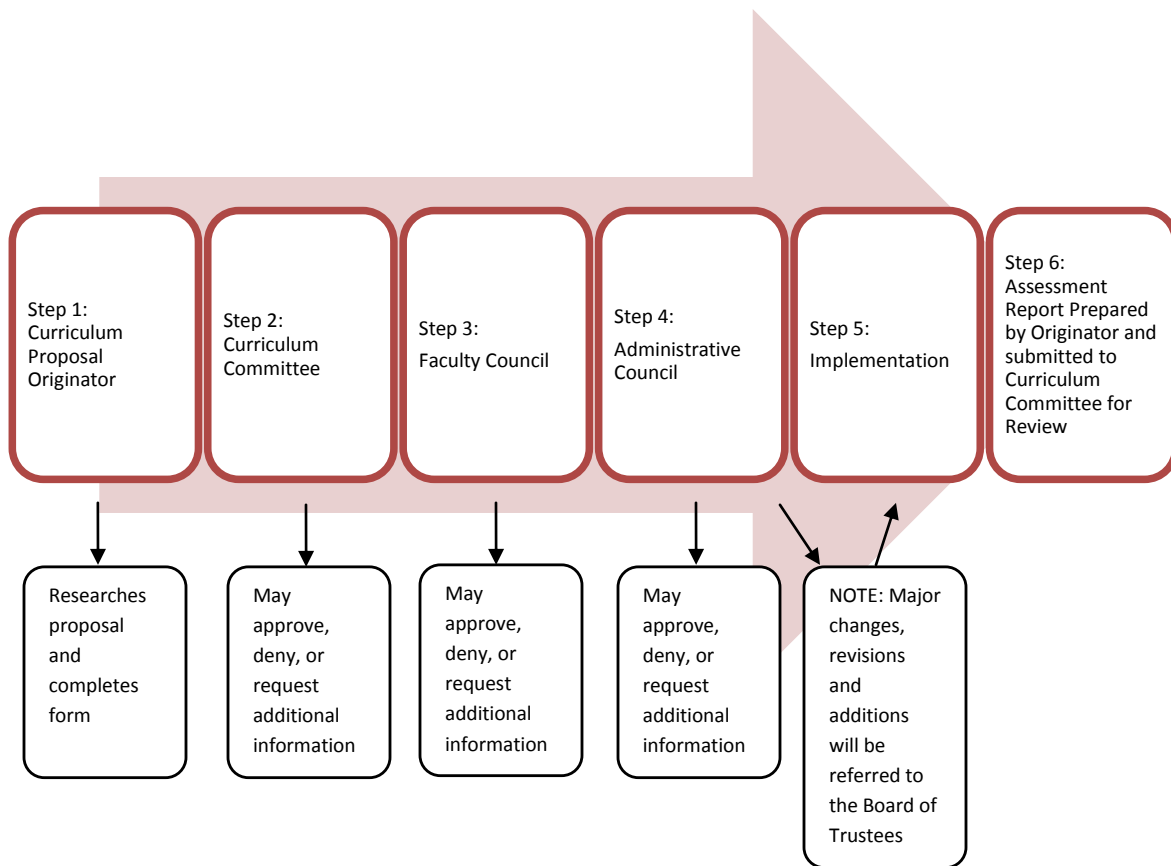 Step 1:
Curriculum
Proposal
Originator
Step 2:
Curriculum
Committee
Step 3:
Faculty Council
Step 4:
Administrative
Council
Step 5:
Implementation
Step 6:
Assessment
Report Prepared
by Originator and
submitted to
Curriculum
Committee for
Review
Researches
proposal
and
completes
form
May
approve,
deny, or
request
additional
information
May
approve,
deny, or
request
additional
information
May
approve,
deny, or
request
additional
information
NOTE: Major
changes,
revisions
and
additions
will be
referred to
the Board of
Trustees